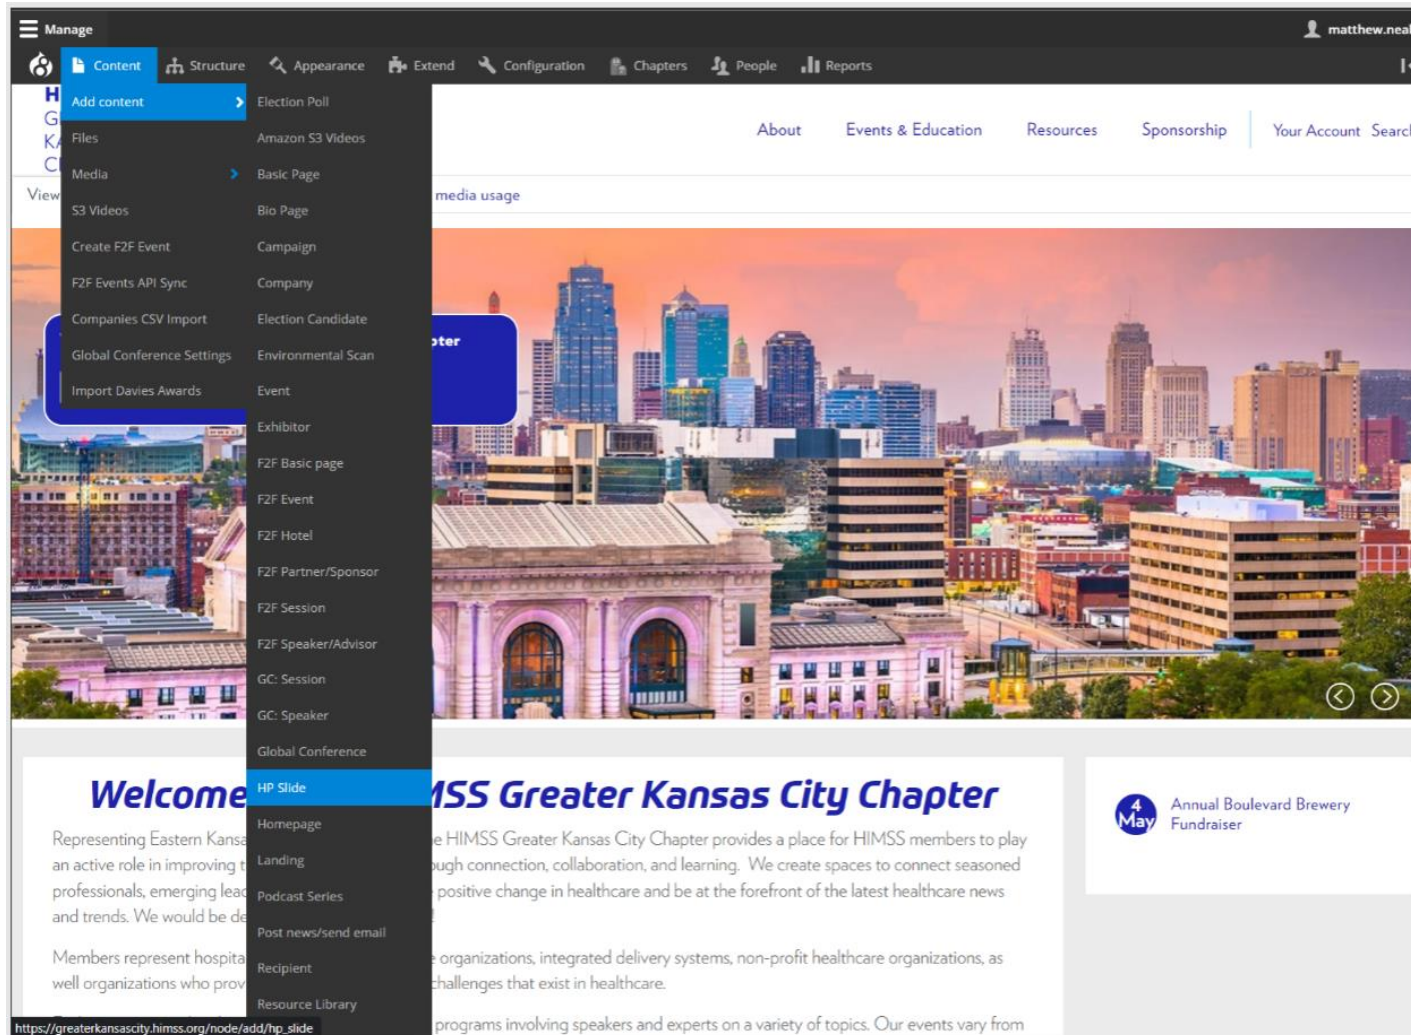 Manage
matthew.neal
Content Structure Appearance Extend Configuration Chapters People Reports
Add content
Files
Media
S3 Videos
Create F2F Event
F2F Events API Sync
Companies CSV Import
Global Conference Settings
Import Davies Awards
Election Poll
Amazon S3 Videos
Basic Page
Bio Page
Campaign
Company
Election Candidate
Environmental Scan
Event
Exhibitor
F2F Basic page
F2F Event
F2F Hotel
F2F Partner/Sponsor
F2F Session
F2F Speaker/Advisor
GC: Session
GC: Speaker
Global Conference
HP Slide
Homepage
Landing
Podcast Series
Post news/send email
Recipient
Resource Library
About Events & Education Resources Sponsorship Your Account Search
View media usage
Welcome Greater Kansas City Chapter
Representing Eastern HIMSS Greater Kansas City Chapter provides a place for HIMSS members to play
an active role in improving connection, collaboration, and learning. We create spaces to connect seasoned
professionals, emerging positive change in healthcare and be at the forefront of the latest healthcare news
and trends. We would be
Members represent organizations, integrated delivery systems, non-profit healthcare organizations, as
well organizations who challenges that exist in healthcare.
programs involving speakers and experts on a variety of topics. Our events vary from
4
May
Annual Boulevard Brewery
Fundraiser
https://greaterkansascity.himss.org/node/add/hp_slide